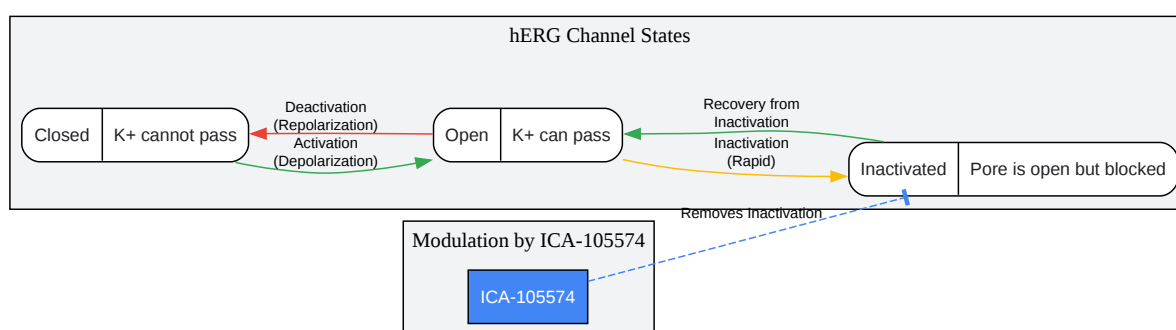 hERG Channel States
Closed
K+ cannot pass
Deactivation
(Repolarization)
Activation
(Depolarization)
Open
K+ can pass
Recovery from
Inactivation
Inactivation
(Rapid)
Inactivated
Pore is open but blocked
Removes Inactivation
Modulation by ICA-105574
ICA-105574